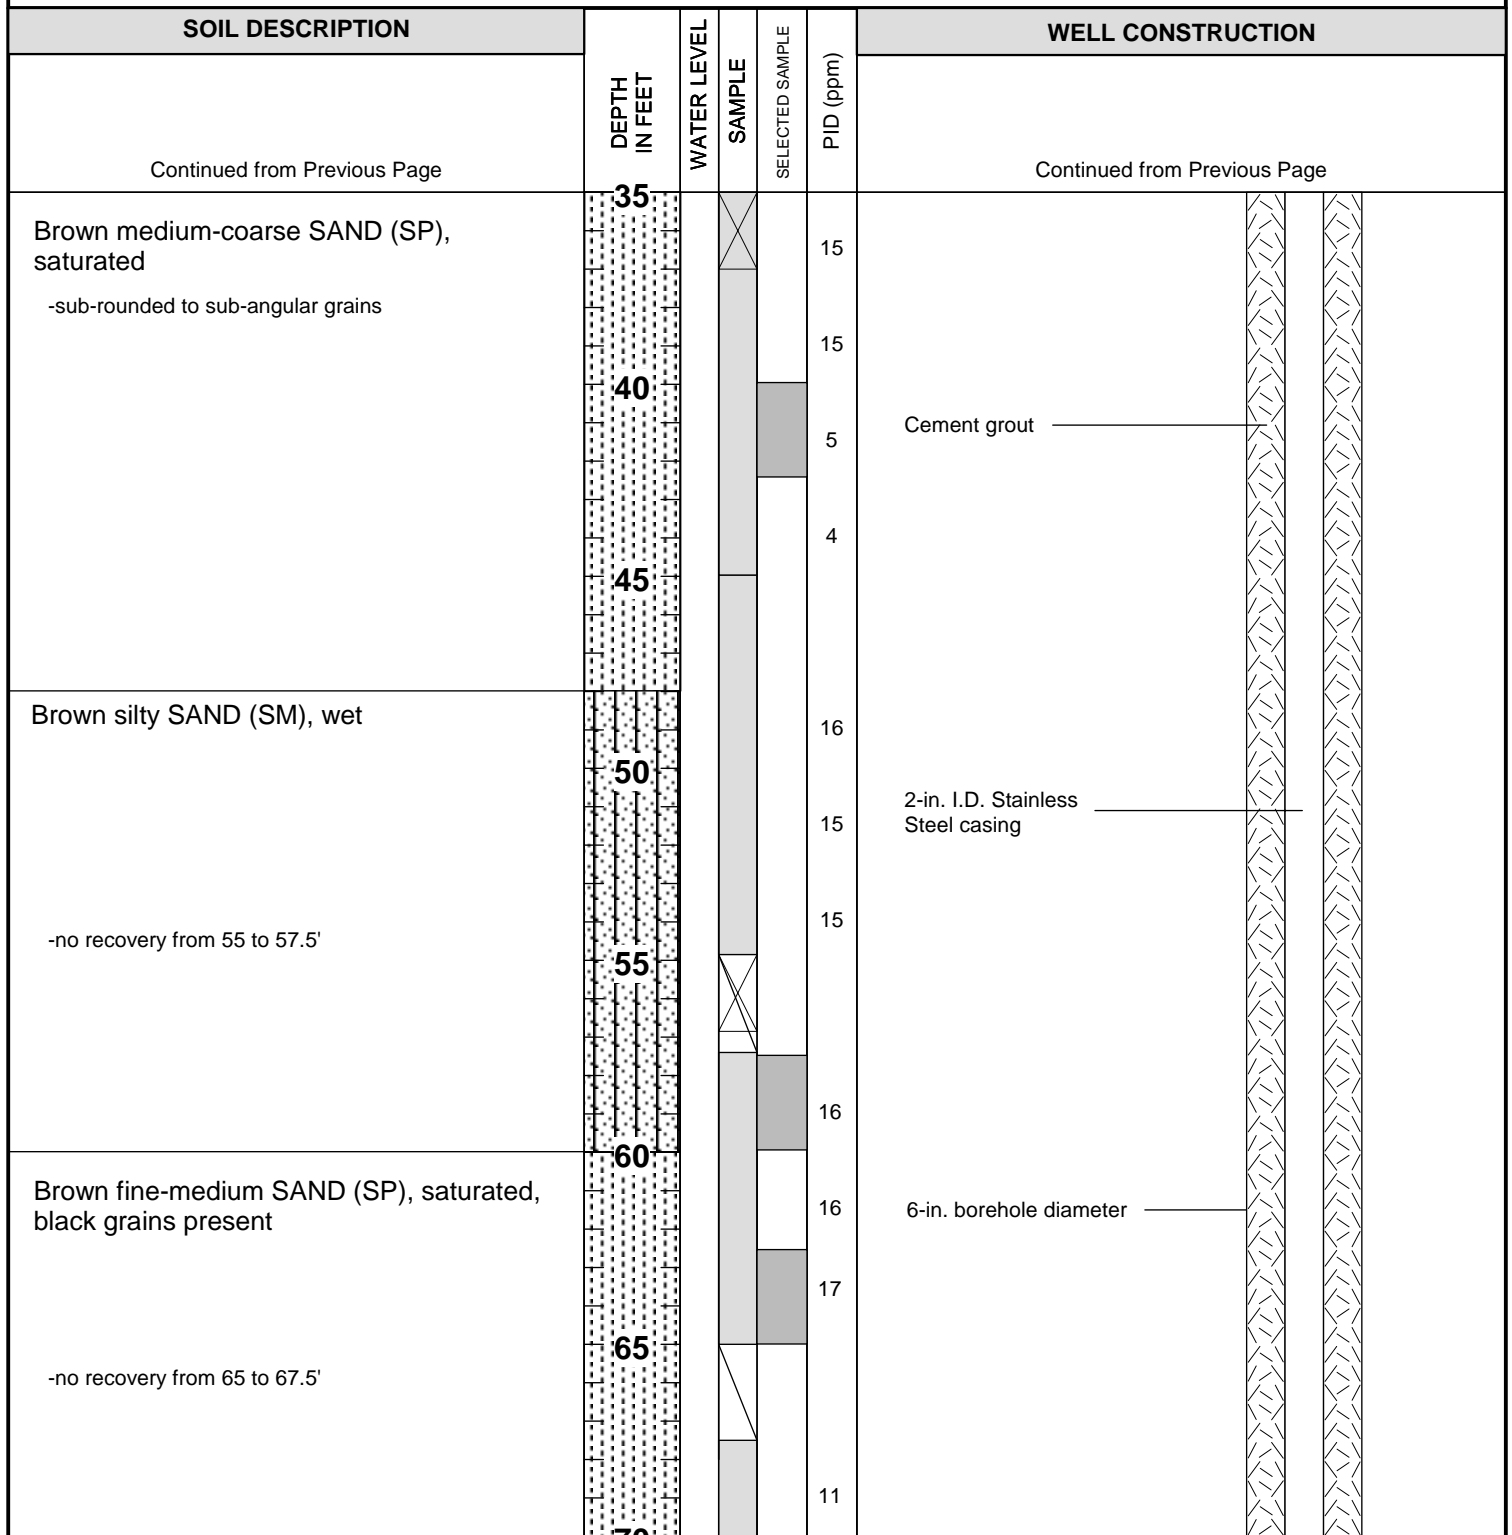 SOIL DESCRIPTION
DEPTH
IN FEET
WATER LEVEL
SAMPLE
SELECTED SAMPLE
PID (ppm)
WELL CONSTRUCTION
Continued from Previous Page
Continued from Previous Page
35
Brown medium-coarse SAND (SP),
saturated
15
-sub-rounded to sub-angular grains
15
40
Cement grout
5
4
45
Brown silty SAND (SM), wet
16
50
2-in. I.D. Stainless
Steel casing
15
15
-no recovery from 55 to 57.5'
55
16
60
Brown fine-medium SAND (SP), saturated,
black grains present
16
6-in. borehole diameter
17
65
-no recovery from 65 to 67.5'
11
70